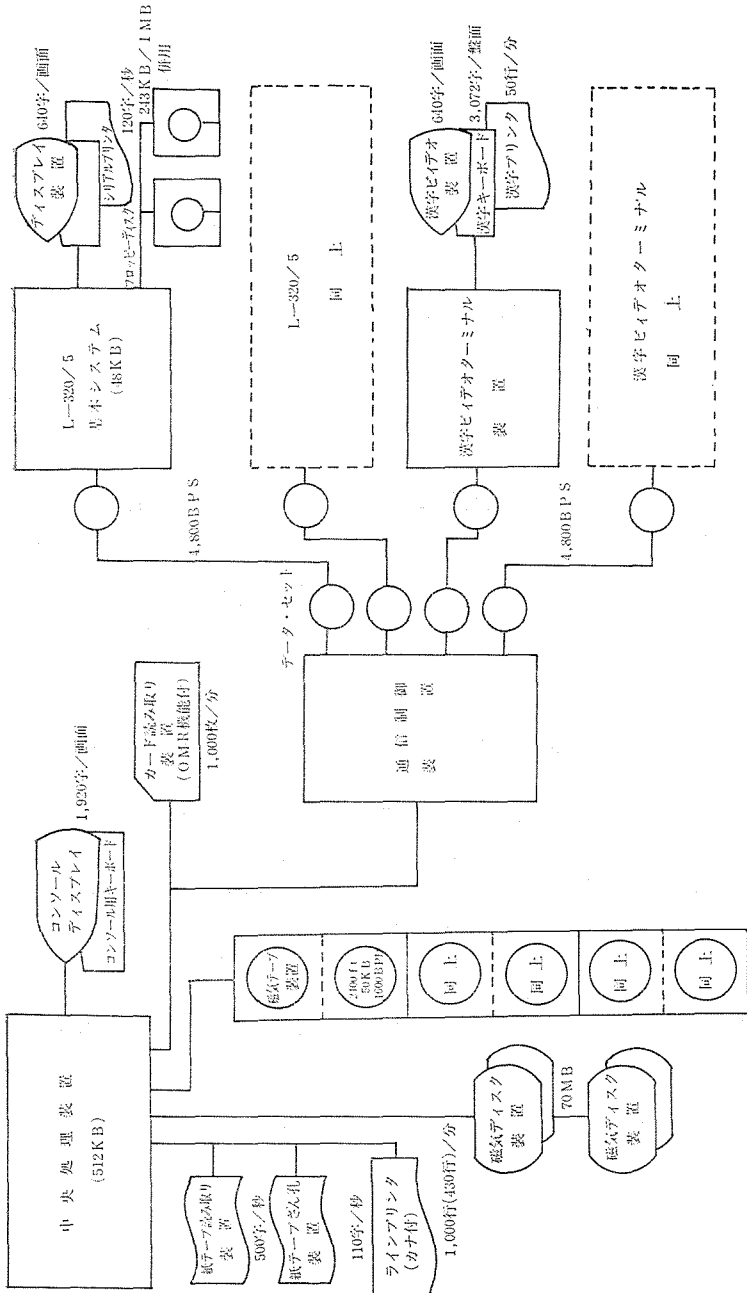 中央処理装置
(512KB)
コンソール
ディスプレイ
コンソール用キーボード
1,920字/画面
カード読み取り
装置
(OMR機能付)
1,000枚/分
紙テープ読み取り
装置
500字/秒
紙テープさん孔
装置
110字/秒
ラインプリンタ
(カナ付)
1,000行(430行)/分
磁気ディスク
装置
70MB
磁気ディスク
装置
磁気テープ
装置
2400ft
50KB
1600BPI
同上
同上
同上
同上
通信制御
装置
データ・セット
4,800BPS
4,800BPS
L-320/5
基本システム
(48KB)
ディスプレイ
装置
640字/画面
シリアルプリンタ
120字/秒
フロッピーディスク
243KB/1MB
併用
L-320/5
同上
漢字ビィデオターミナル
装置
漢字ビィデオ
装置
640字/画面
漢字キーボード
3,072字/盤面
漢字プリンタ
50行/分
漢字ビィデオターミナル
同上